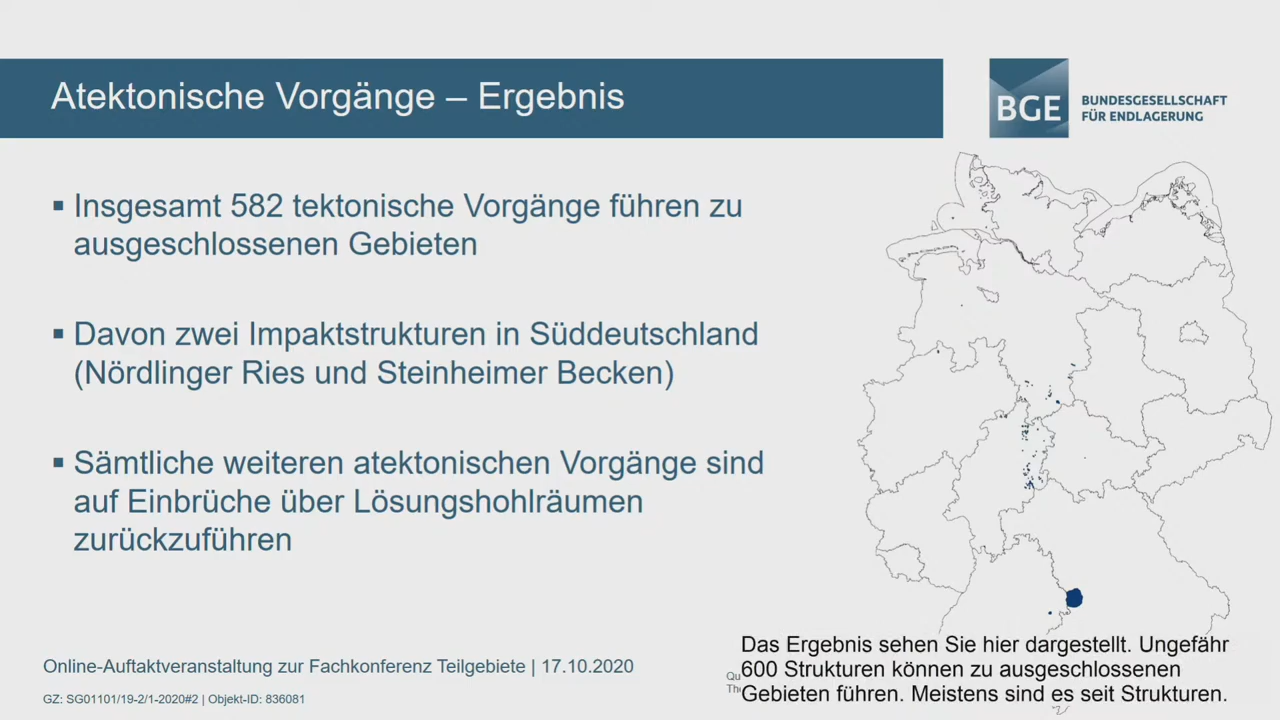 Atektonische Vorgänge – Ergebnis
BGE
BUNDESGESELLSCHAFT
FÜR ENDLAGERUNG
▪ Insgesamt 582 tektonische Vorgänge führen zu
ausgeschlossenen Gebieten
▪ Davon zwei Impaktstrukturen in Süddeutschland
(Nördlinger Ries und Steinheimer Becken)
▪ Sämtliche weiteren atektonischen Vorgänge sind
auf Einbrüche über Lösungshohlräumen
zurückzuführen
Das Ergebnis sehen Sie hier dargestellt. Ungefähr
600 Strukturen können zu ausgeschlossenen
Gebieten führen. Meistens sind es seit Strukturen.
Online-Auftaktveranstaltung zur Fachkonferenz Teilgebiete | 17.10.2020
GZ: SG01101/19-2/1-2020#2 | Objekt-ID: 836081